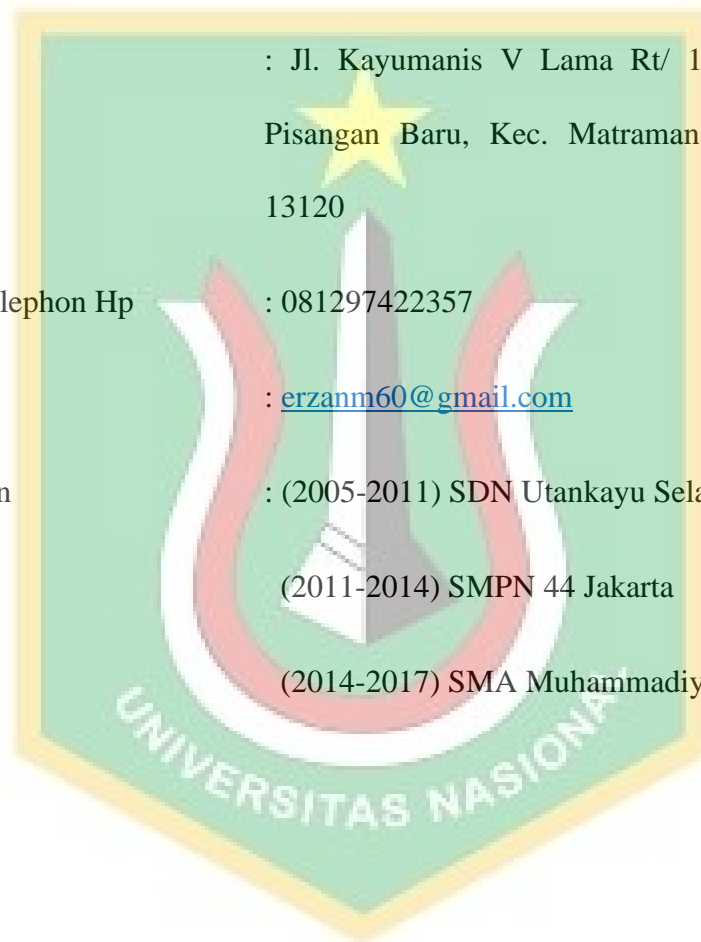 : Jl. Kayumanis V Lama Rt/ 1
Pisangan Baru, Kec. Matraman
13120
lephon Hp : 081297422357
: erzanm60@gmail.com
n : (2005-2011) SDN Utankayu Sela
(2011-2014) SMPN 44 Jakarta
(2014-2017) SMA Muhammadiy
UNIVERSITAS NASIONAL